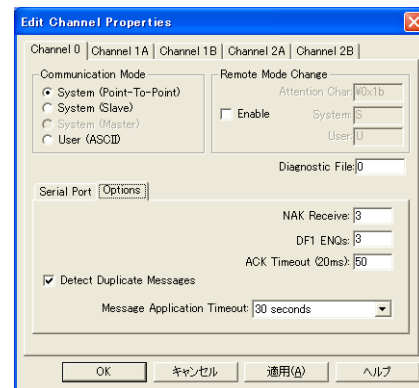 Edit Channel Properties
Channel 0 Channel 1A Channel 1B Channel 2A Channel 2B
Communication Mode
System (Point-To-Point)
System (Slave)
System (Master)
User (ASCII)
Remote Mode Change
Attention Char: ¥0x1b
Enable System: S
User: U
Diagnostic File: 0
Serial Port Options
NAK Receive: 3
DF1 ENQs: 3
ACK Timeout (20ms): 50
Detect Duplicate Messages
Message Application Timeout: 30 seconds
OK キャンセル 適用(A) ヘルプ